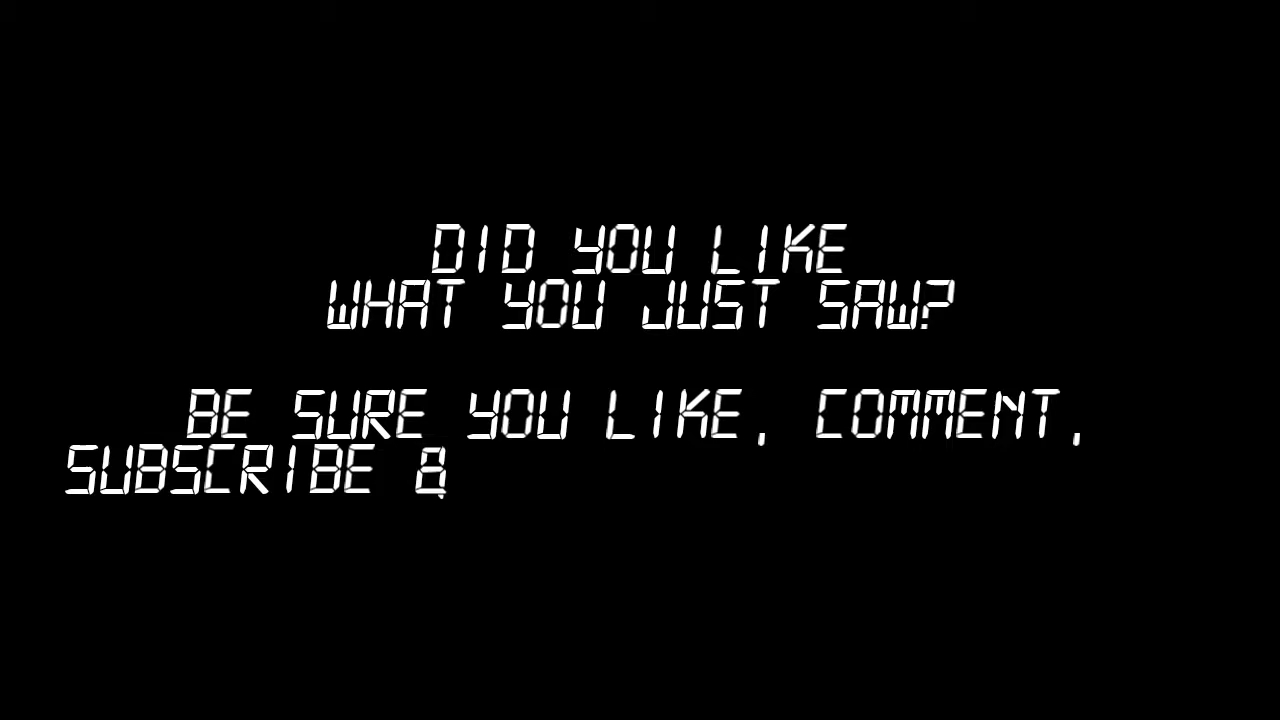 DID YOU LIKE
WHAT YOU JUST SAW?
BE SURE YOU LIKE, COMMENT,
SUBSCRIBE &